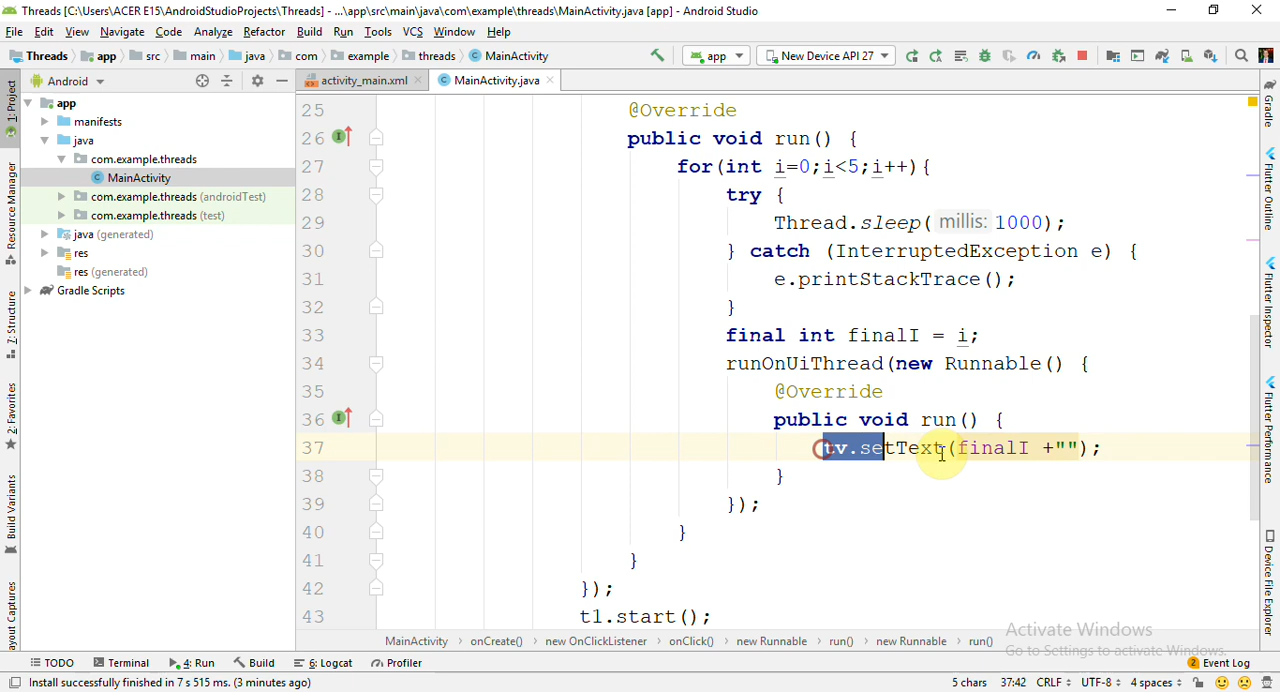 Threads [C:\Users\ACER E15\AndroidStudioProjects\Threads] - ...\app\src\main\java\com\example\threads\MainActivity.java [app] - Android Studio
File Edit View Navigate Code Analyze Refactor Build Run Tools VCS Window Help
Threads app src main java com example threads MainActivity app New Device API 27
Android activity_main.xml MainActivity.java
1: Project
Resource Manager
Z: Structure
2: Favorites
Build Variants
ayout Captures
app
manifests
java
com.example.threads
MainActivity
com.example.threads (androidTest)
com.example.threads (test)
java (generated)
res
res (generated)
Gradle Scripts
25 @Override
26 public void run() {
27 for(int i=0;i<5;i++){
28 try {
29 Thread.sleep( millis: 1000);
30 } catch (InterruptedException e) {
31 e.printStackTrace();
32 }
33 final int finalI = i;
34 runOnUiThread(new Runnable() {
35 @Override
36 public void run() {
37 tv.setText(finalI +"");
38 }
39 });
40 }
41 }
42 });
43 t1.start();
MainActivity › onCreate() › new OnClickListener › onClick() › new Runnable › run() › new Runnable › run()
Gradle
Flutter Outline
Flutter Inspector
Flutter Performance
Device File Explorer
Activate Windows
Go to Settings to activate Windows.
TODO Terminal 4: Run Build 6: Logcat Profiler 2 Event Log
Install successfully finished in 7 s 515 ms. (3 minutes ago) 5 chars 37:42 CRLF UTF-8 4 spaces